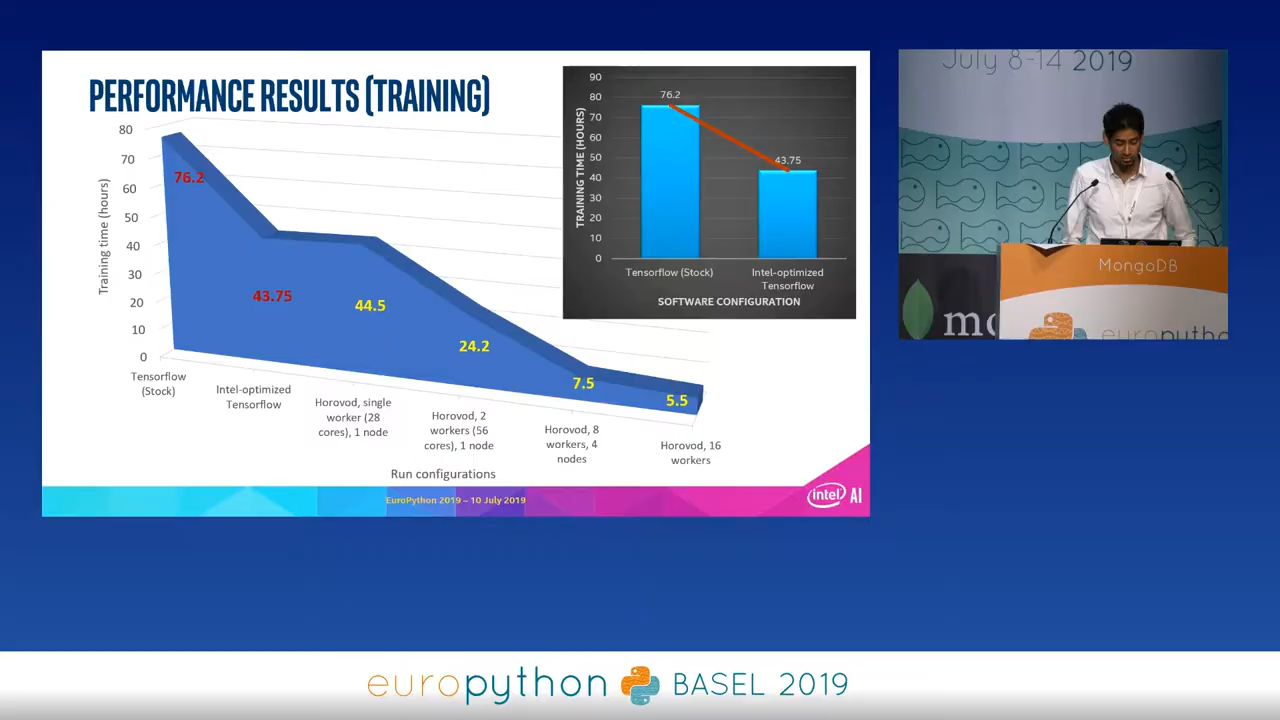 PERFORMANCE RESULTS (TRAINING)
80
70
60
50
40
30
20
10
0
Training time (hours)
76.2
43.75
44.5
24.2
7.5
5.5
Tensorflow
(Stock)
Intel-optimized
Tensorflow
Horovod, single
worker (28
cores), 1 node
Horovod, 2
workers (56
cores), 1 node
Horovod, 8
workers, 4
nodes
Horovod, 16
workers
Run configurations
90
80
70
60
50
40
30
20
10
0
TRAINING TIME (HOURS)
76.2
43.75
Tensorflow (Stock)
Intel-optimized
Tensorflow
SOFTWARE CONFIGURATION
EuroPython 2019 – 10 July 2019
intel AI
July 8-14 2019
MongoDB
mo
europytho
europython BASEL 2019